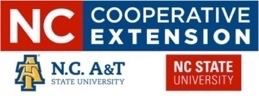 NC COOPERATIVE
EXTENSION
N.C. A&T
STATE UNIVERSITY
NC STATE
UNIVERSITY